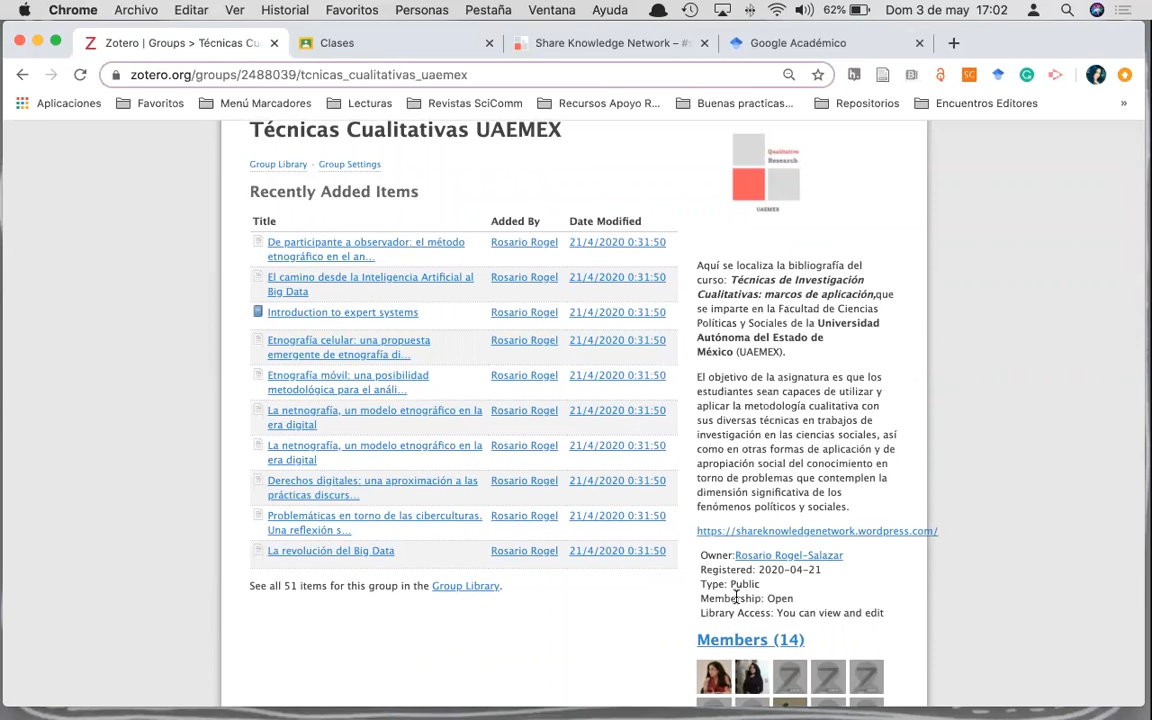 Chrome Archivo Editar Ver Historial Favoritos Personas Pestaña Ventana Ayuda 62% Dom 3 de may 17:02
Zotero | Groups > Técnicas Cu Clases Share Knowledge Network – #s Google Académico
zotero.org/groups/2488039/tcnicas_cualitativas_uaemex
Aplicaciones Favoritos Menú Marcadores Lecturas Revistas SciComm Recursos Apoyo R... Buenas practicas... Repositorios Encuentros Editores »
Técnicas Cualitativas UAEMEX
Group Library · Group Settings
Recently Added Items
Title Added By Date Modified
De participante a observador: el método Rosario Rogel 21/4/2020 0:31:50
etnográfico en el an...
El camino desde la Inteligencia Artificial al Rosario Rogel 21/4/2020 0:31:50
Big Data
Introduction to expert systems Rosario Rogel 21/4/2020 0:31:50
Etnografía celular: una propuesta Rosario Rogel 21/4/2020 0:31:50
emergente de etnografía di...
Etnografía móvil: una posibilidad Rosario Rogel 21/4/2020 0:31:50
metodológica para el análi...
La netnografía, un modelo etnográfico en la Rosario Rogel 21/4/2020 0:31:50
era digital
La netnografía, un modelo etnográfico en la Rosario Rogel 21/4/2020 0:31:50
era digital
Derechos digitales: una aproximación a las Rosario Rogel 21/4/2020 0:31:50
prácticas discurs...
Problemáticas en torno de las ciberculturas. Rosario Rogel 21/4/2020 0:31:50
Una reflexión s...
La revolución del Big Data Rosario Rogel 21/4/2020 0:31:50
See all 51 items for this group in the Group Library.
Qualitative
Research
UAEMEX
Aquí se localiza la bibliografía del
curso: Técnicas de Investigación
Cualitativas: marcos de aplicación,que
se imparte en la Facultad de Ciencias
Políticas y Sociales de la Universidad
Autónoma del Estado de
México (UAEMEX).
El objetivo de la asignatura es que los
estudiantes sean capaces de utilizar y
aplicar la metodología cualitativa con
sus diversas técnicas en trabajos de
investigación en las ciencias sociales, así
como en otras formas de aplicación y de
apropiación social del conocimiento en
torno de problemas que contemplen la
dimensión significativa de los
fenómenos políticos y sociales.
https://shareknowledgenetwork.wordpress.com/
Owner:Rosario Rogel-Salazar
Registered: 2020-04-21
Type: Public
Membership: Open
Library Access: You can view and edit
Members (14)